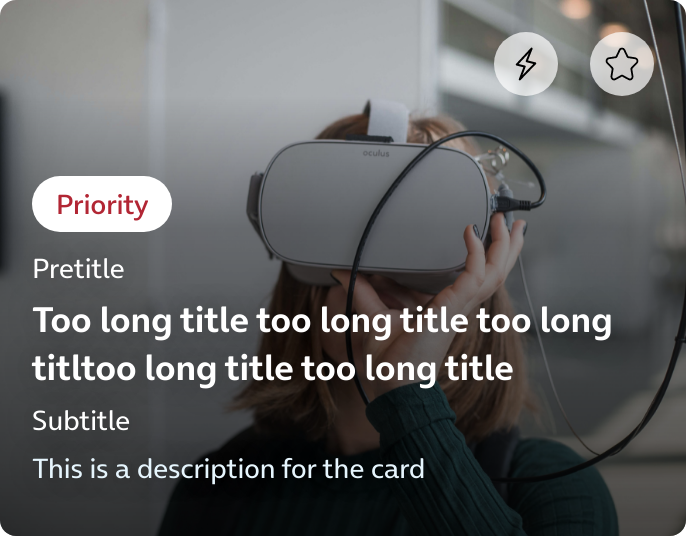 oculus
Priority
Pretitle
Too long title too long title too long
titltoo long title too long title
Subtitle
This is a description for the card